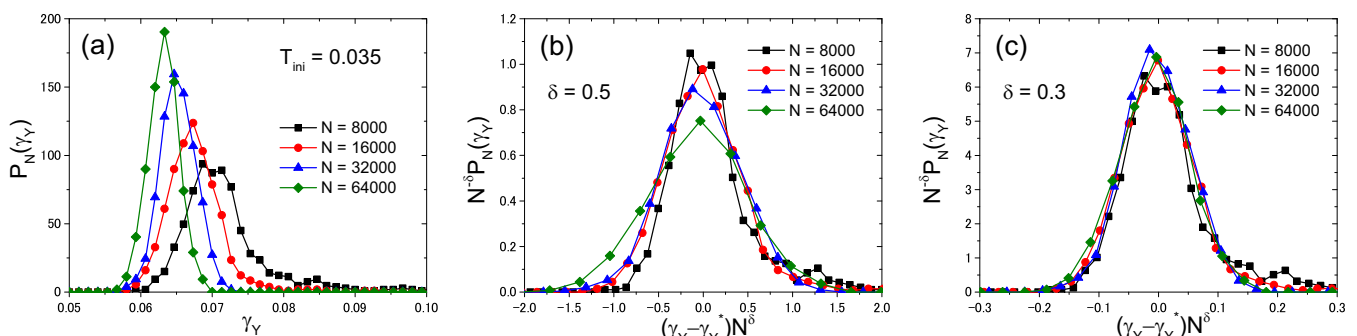 (a)
T_ini = 0.035
N = 8000
N = 16000
N = 32000
N = 64000
P_N(γ_Y)
200
150
100
50
0
0.05 0.06 0.07 0.08 0.09 0.10
γ_Y
(b)
δ = 0.5
N = 8000
N = 16000
N = 32000
N = 64000
N^-δ P_N(γ_Y)
1.2
1.0
0.8
0.6
0.4
0.2
0.0
-2.0 -1.5 -1.0 -0.5 0.0 0.5 1.0 1.5 2.0
(γ_Y−γ_Y^*)N^δ
(c)
δ = 0.3
N = 8000
N = 16000
N = 32000
N = 64000
N^-δ P_N(γ_Y)
8
7
6
5
4
3
2
1
0
-0.3 -0.2 -0.1 0.0 0.1 0.2 0.3
(γ_Y−γ_Y^*)N^δ